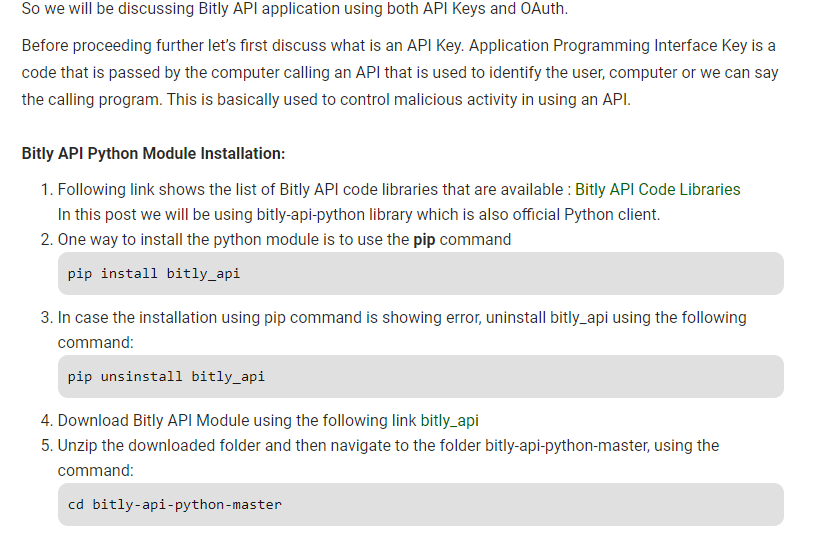 So we will be discussing Bitly API application using both API Keys and OAuth.
Before proceeding further let's first discuss what is an API Key. Application Programming Interface Key is a
code that is passed by the computer calling an API that is used to identify the user, computer or we can say
the calling program. This is basically used to control malicious activity in using an API.
Bitly API Python Module Installation:
1. Following link shows the list of Bitly API code libraries that are available : Bitly API Code Libraries
In this post we will be using bitly-api-python library which is also official Python client.
2. One way to install the python module is to use the pip command
pip install bitly_api
3. In case the installation using pip command is showing error, uninstall bitly_api using the following
command:
pip unsinstall bitly_api
4. Download Bitly API Module using the following link bitly_api
5. Unzip the downloaded folder and then navigate to the folder bitly-api-python-master, using the
command:
cd bitly-api-python-master